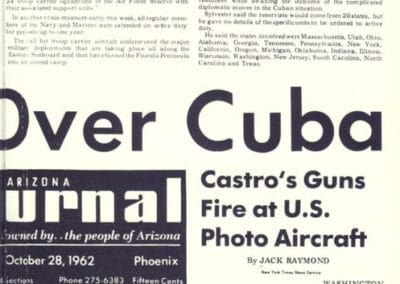 24 troop carrier squadrons of the Air Force Reserve with
their associated support units."
In another crisis measure early this week, all regular mem-
bers of the Navy and Marines were extended on active duty
for periods up to one year.
The call for troop carrier aircraft underscored the major
military deployments that are taking place all along the
Eastern Seaboard and that have turned the Florida Peninsula
into an armed camp.
readiness while awaiting the outcome of the complicated
diplomatic moves in the Cuban situation.
Sylvester said the reservists would come from 20 states, but
he gave no details of the specific units to be ordered to active
duty.
He said the states involved were Massachusetts, Utah, Ohio,
Alabama, Georgia, Tennessee, Pennsylvania, New York,
California, Oregon, Michigan, Oklahoma, Indiana, Illinois,
Wisconsin, Washington, New Jersey, South Carolina, North
Carolina and Texas.
Over Cuba
ARIZONA
urnal
owned by . . the people of Arizona
October 28, 1962 Phoenix
Sections Phone 275-6383 Fifteen Cents
Castro's Guns
Fire at U.S.
Photo Aircraft
By JACK RAYMOND
New York Times News Service
WASHINGTON